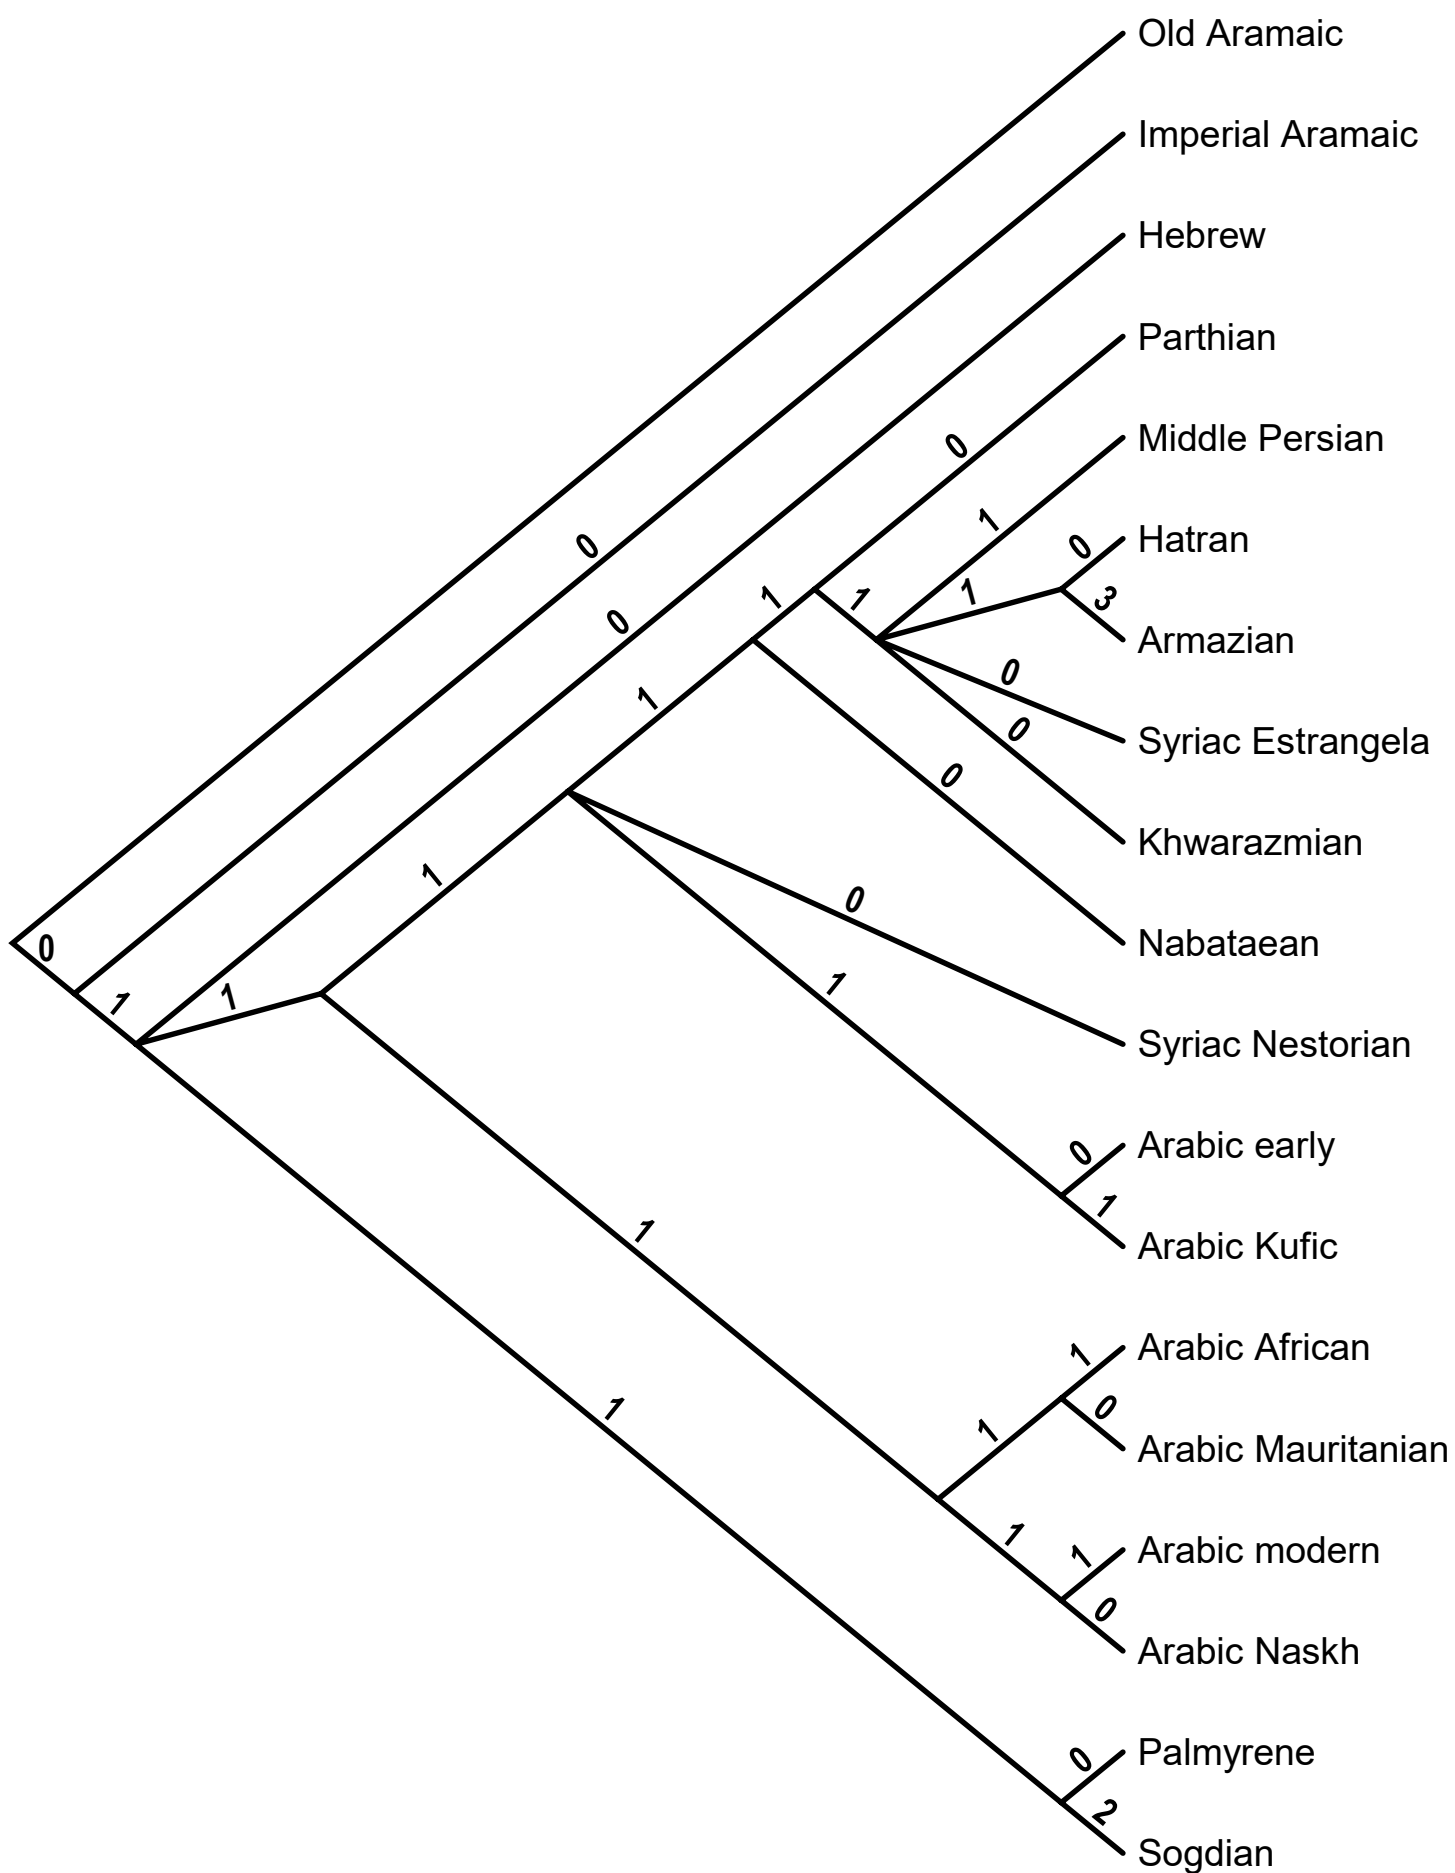 Old Aramaic
Imperial Aramaic
Hebrew
Parthian
0
Middle Persian
1
0
Hatran
0
1
1
1
3
0
Armazian
0
1
0
Syriac Estrangela
0
0
Khwarazmian
1
0
Nabataean
0
1
1
1
Syriac Nestorian
0
Arabic early
1
1
Arabic Kufic
1
Arabic African
1
0
1
Arabic Mauritanian
1
1
Arabic modern
0
Arabic Naskh
0
Palmyrene
2
Sogdian